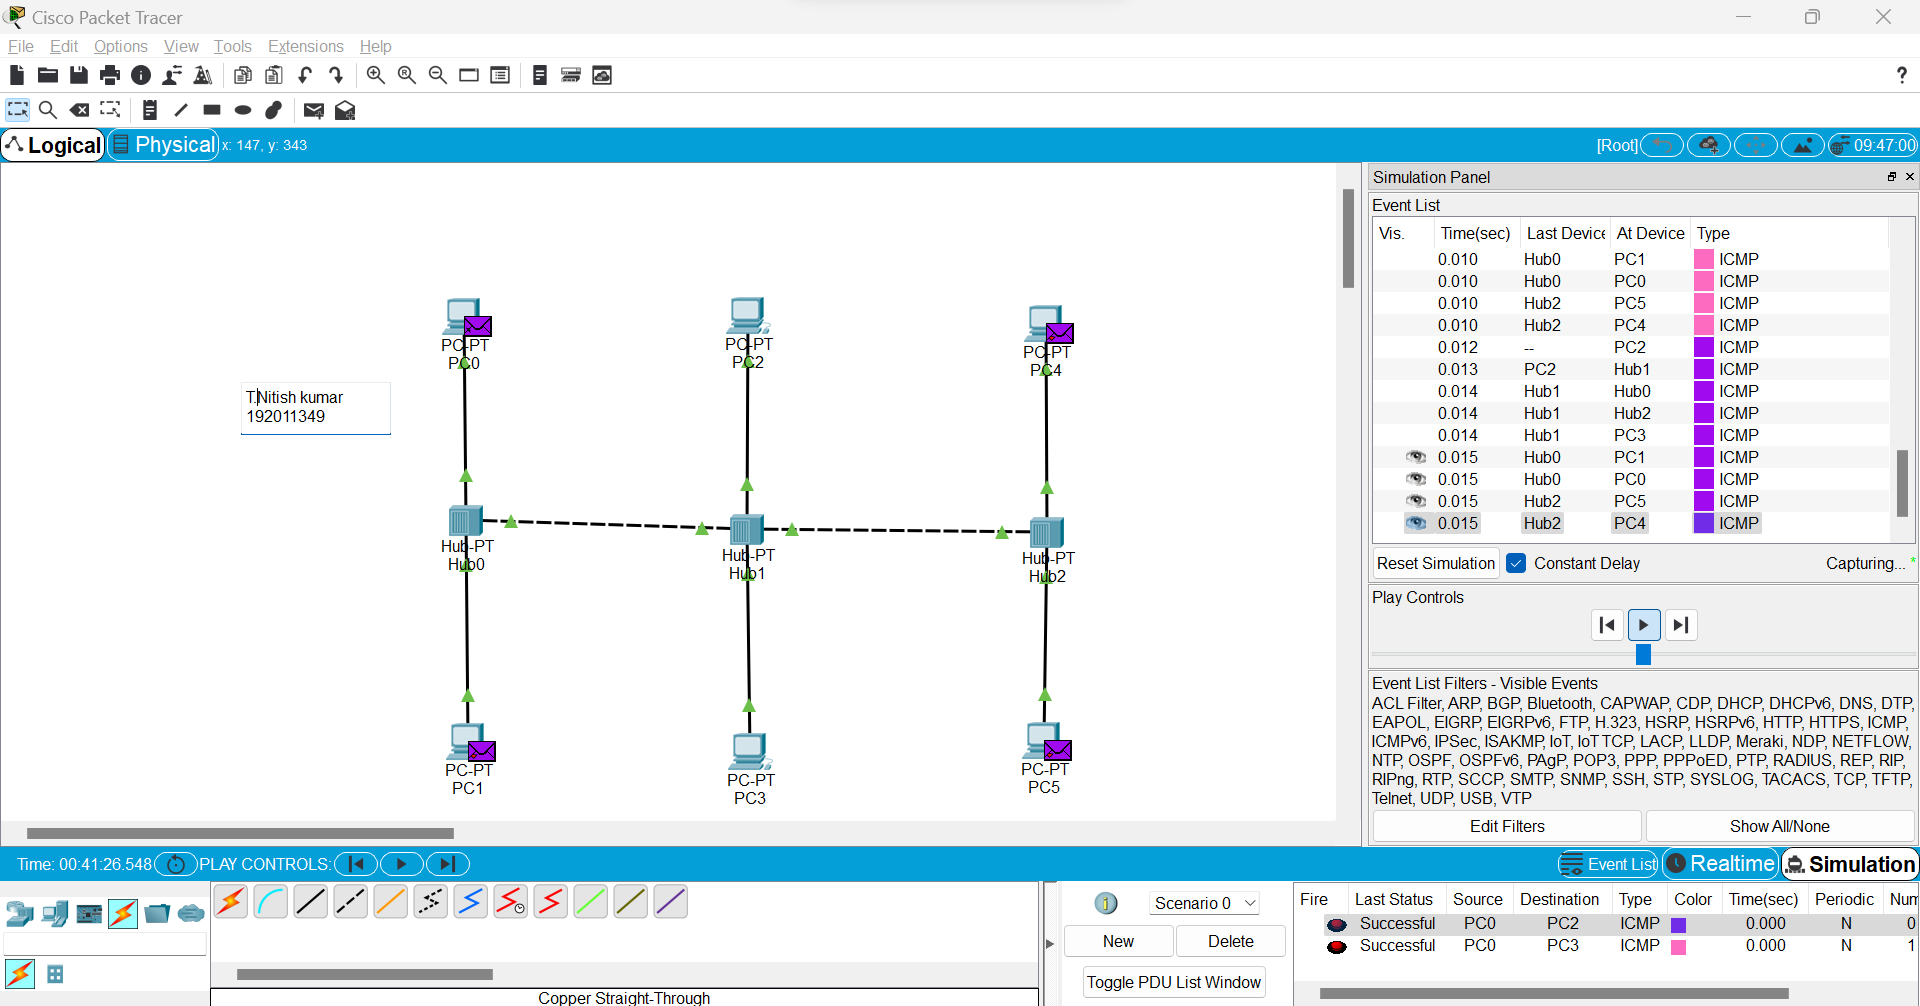 Cisco Packet Tracer
File Edit Options View Tools Extensions Help
?
Logical Physical x: 147, y: 343 [Root] 09:47:00
Simulation Panel
Event List
Vis. Time(sec) Last Device At Device Type
0.010 Hub0 PC1 ICMP
0.010 Hub0 PC0 ICMP
0.010 Hub2 PC5 ICMP
0.010 Hub2 PC4 ICMP
0.012 -- PC2 ICMP
0.013 PC2 Hub1 ICMP
0.014 Hub1 Hub0 ICMP
0.014 Hub1 Hub2 ICMP
0.014 Hub1 PC3 ICMP
0.015 Hub0 PC1 ICMP
0.015 Hub0 PC0 ICMP
0.015 Hub2 PC5 ICMP
0.015 Hub2 PC4 ICMP
Reset Simulation Constant Delay Capturing... *
Play Controls
Event List Filters - Visible Events
ACL Filter, ARP, BGP, Bluetooth, CAPWAP, CDP, DHCP, DHCPv6, DNS, DTP,
EAPOL, EIGRP, EIGRPv6, FTP, H.323, HSRP, HSRPv6, HTTP, HTTPS, ICMP,
ICMPv6, IPSec, ISAKMP, IoT, IoT TCP, LACP, LLDP, Meraki, NDP, NETFLOW,
NTP, OSPF, OSPFv6, PAgP, POP3, PPP, PPPoED, PTP, RADIUS, REP, RIP,
RIPng, RTP, SCCP, SMTP, SNMP, SSH, STP, SYSLOG, TACACS, TCP, TFTP,
Telnet, UDP, USB, VTP
Edit Filters Show All/None
PC-PT
PC0
PC-PT
PC2
PC-PT
PC4
T.Nitish kumar
192011349
Hub-PT
Hub0
Hub-PT
Hub1
Hub-PT
Hub2
PC-PT
PC1
PC-PT
PC3
PC-PT
PC5
Time: 00:41:26.548 PLAY CONTROLS: Event List Realtime Simulation
Scenario 0
New Delete
Toggle PDU List Window
Fire Last Status Source Destination Type Color Time(sec) Periodic Num
Successful PC0 PC2 ICMP 0.000 N 0
Successful PC0 PC3 ICMP 0.000 N 1
Copper Straight-Through